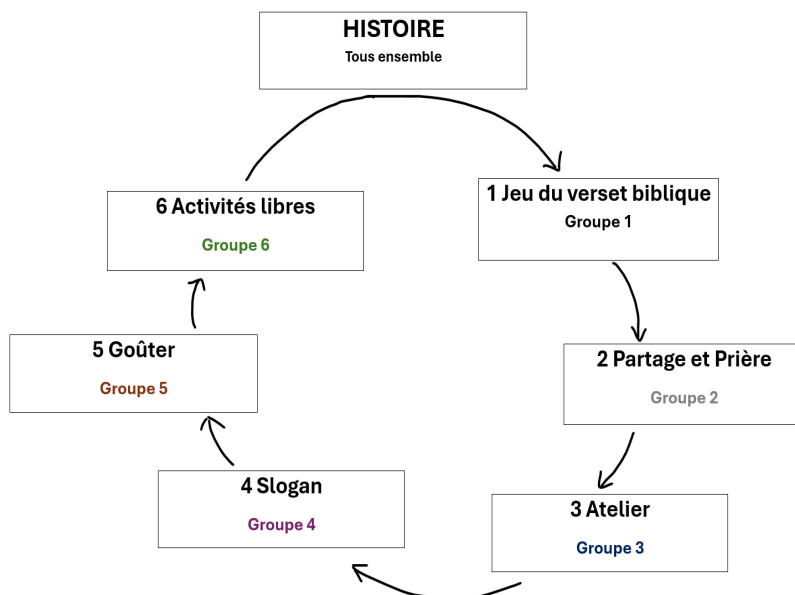 HISTOIRE
Tous ensemble
1 Jeu du verset biblique
Groupe 1
2 Partage et Prière
Groupe 2
3 Atelier
Groupe 3
4 Slogan
Groupe 4
5 Goûter
Groupe 5
6 Activités libres
Groupe 6